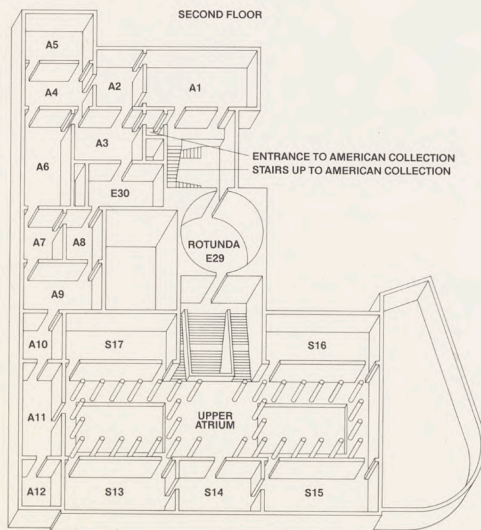 SECOND FLOOR
A5
A4
A2
A1
A3
ENTRANCE TO AMERICAN COLLECTION
STAIRS UP TO AMERICAN COLLECTION
A6
E30
A7
A8
ROTUNDA
E29
A9
A10
S17
S16
A11
UPPER
ATRIUM
A12
S13
S14
S15